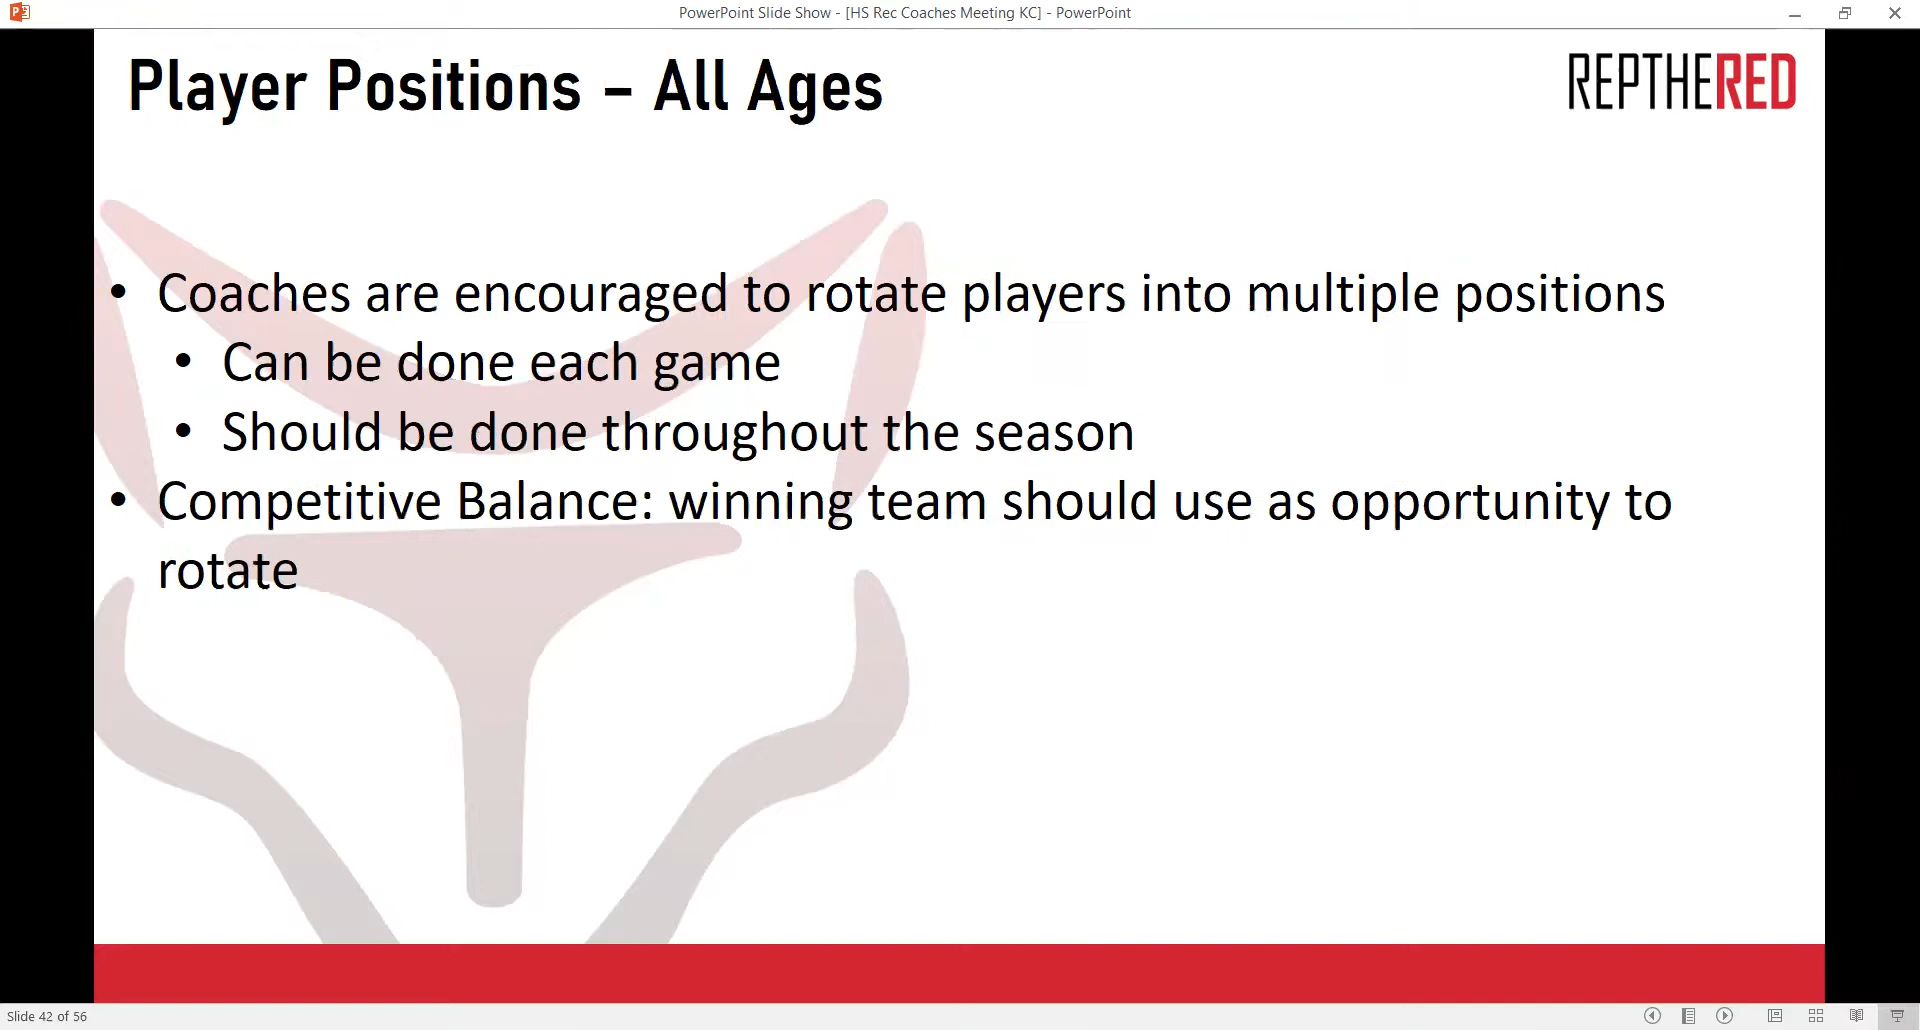 PowerPoint Slide Show - [HS Rec Coaches Meeting KC] - PowerPoint
Player Positions – All Ages
REPTHERED
• Coaches are encouraged to rotate players into multiple positions
• Can be done each game
• Should be done throughout the season
• Competitive Balance: winning team should use as opportunity to
rotate
Slide 42 of 56